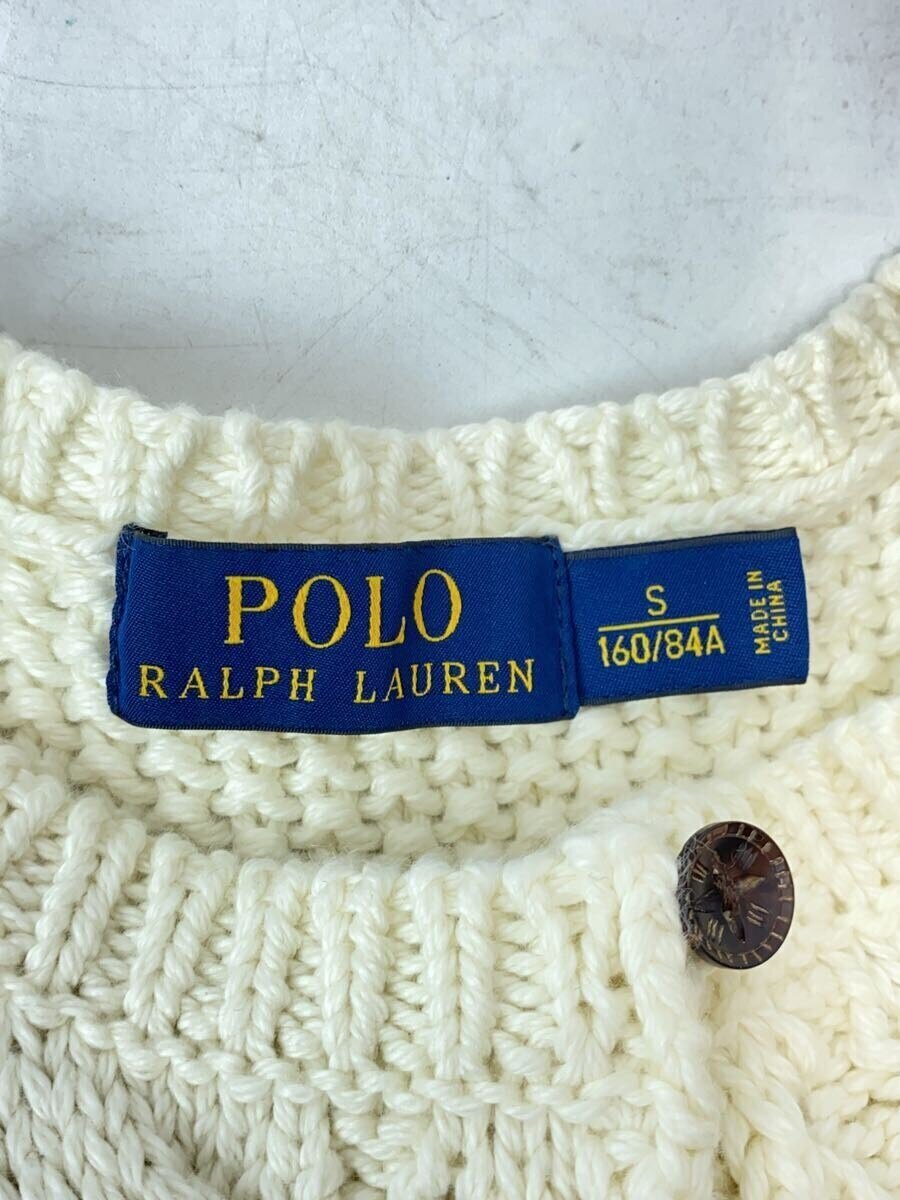 POLO
RALPH LAUREN
S
160/84A
MADE IN
CHINA